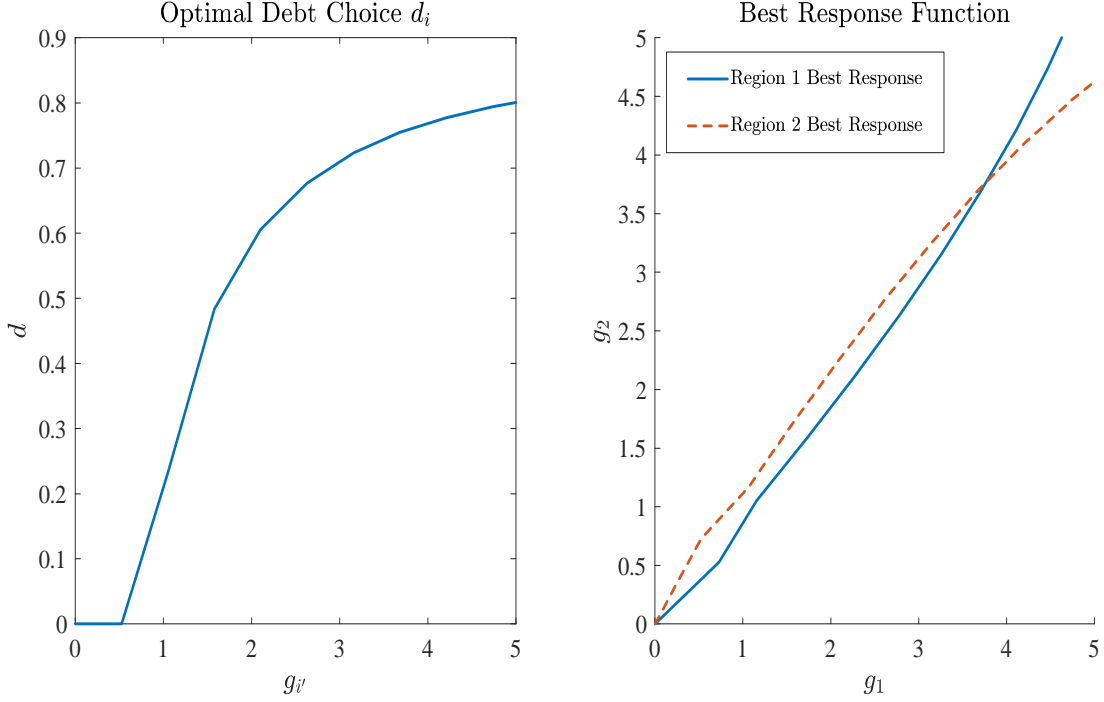 Optimal Debt Choice d_i
0.9
0.8
0.7
0.6
0.5
0.4
0.3
0.2
0.1
0
d
0 1 2 3 4 5
g_{i'}
Best Response Function
Region 1 Best Response
Region 2 Best Response
5
4.5
4
3.5
3
2.5
2
1.5
1
0.5
0
g_2
0 1 2 3 4 5
g_1